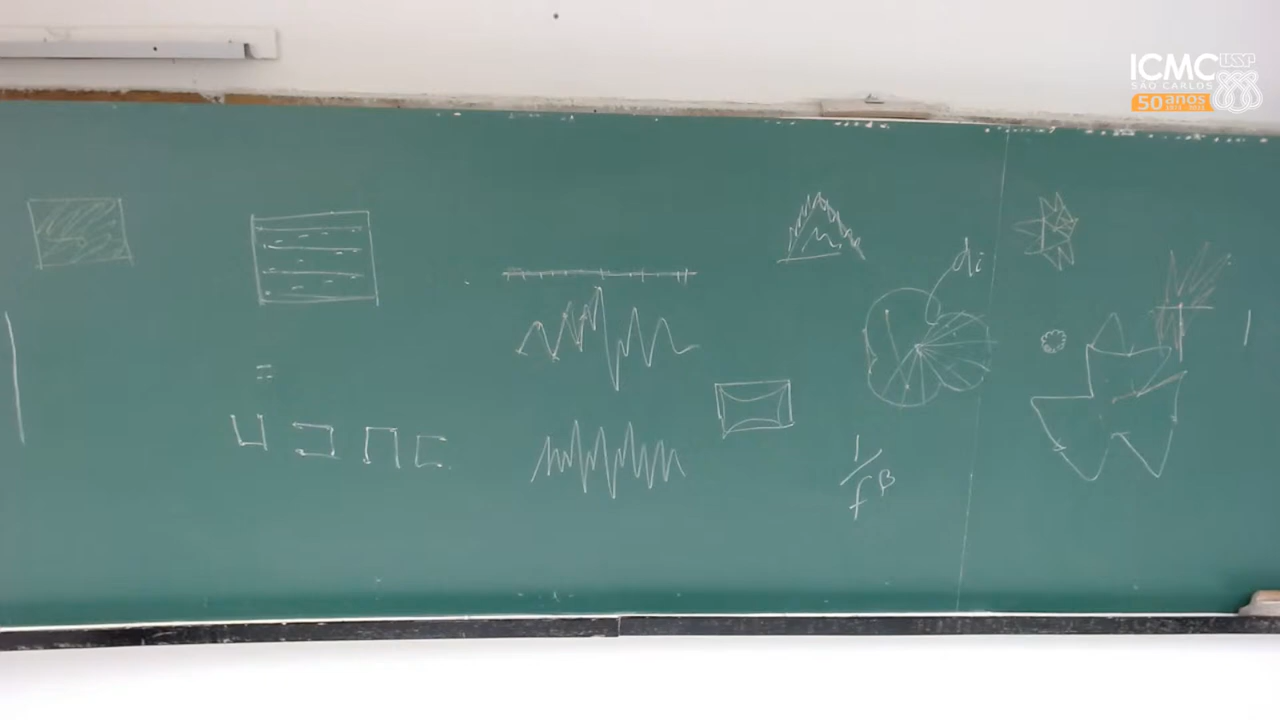 ICMC USP
SÃO CARLOS
50 anos
di
1/f^β